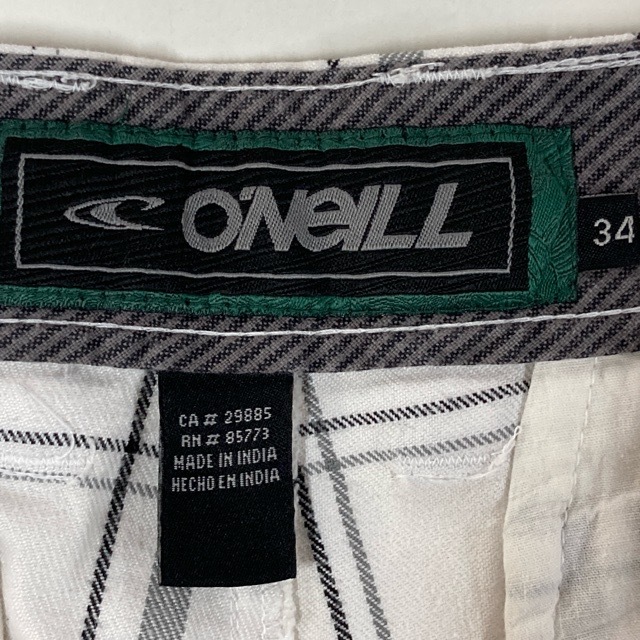 O'NEILL
34
CA # 29885
RN # 85773
MADE IN INDIA
HECHO EN INDIA